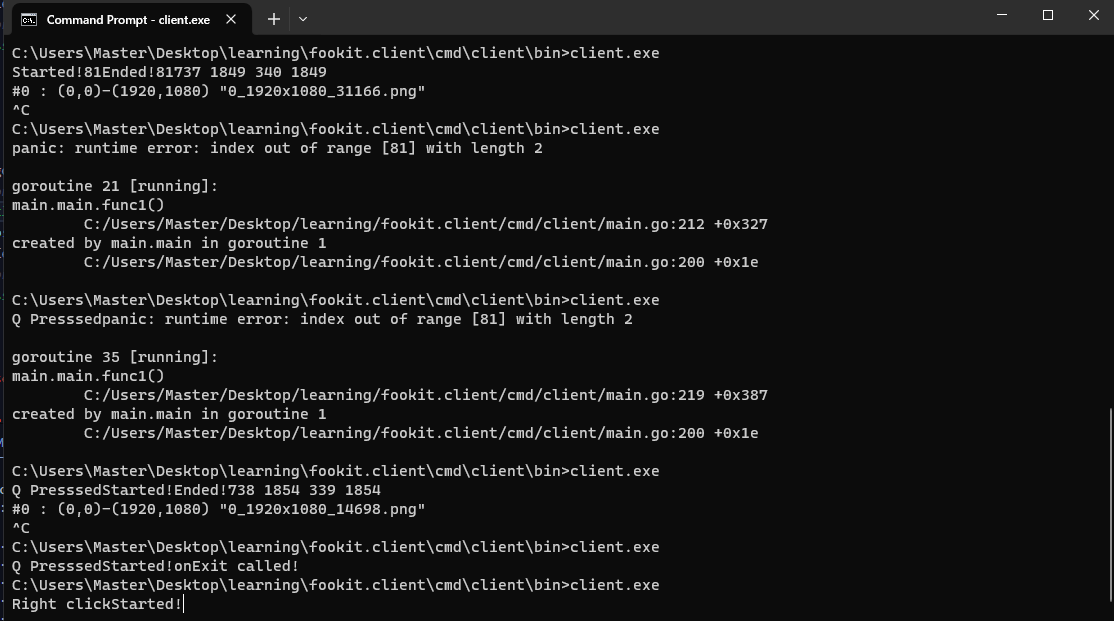 Command Prompt - client.exe
C:\Users\Master\Desktop\learning\fookit.client\cmd\client\bin>client.exe
Started!81Ended!81737 1849 340 1849
#0 : (0,0)-(1920,1080) "0_1920x1080_31166.png"
^C
C:\Users\Master\Desktop\learning\fookit.client\cmd\client\bin>client.exe
panic: runtime error: index out of range [81] with length 2
goroutine 21 [running]:
main.main.func1()
C:/Users/Master/Desktop/learning/fookit.client/cmd/client/main.go:212 +0x327
created by main.main in goroutine 1
C:/Users/Master/Desktop/learning/fookit.client/cmd/client/main.go:200 +0x1e
C:\Users\Master\Desktop\learning\fookit.client\cmd\client\bin>client.exe
Q Presssedpanic: runtime error: index out of range [81] with length 2
goroutine 35 [running]:
main.main.func1()
C:/Users/Master/Desktop/learning/fookit.client/cmd/client/main.go:219 +0x387
created by main.main in goroutine 1
C:/Users/Master/Desktop/learning/fookit.client/cmd/client/main.go:200 +0x1e
C:\Users\Master\Desktop\learning\fookit.client\cmd\client\bin>client.exe
Q PresssedStarted!Ended!738 1854 339 1854
#0 : (0,0)-(1920,1080) "0_1920x1080_14698.png"
^C
C:\Users\Master\Desktop\learning\fookit.client\cmd\client\bin>client.exe
Q PresssedStarted!onExit called!
C:\Users\Master\Desktop\learning\fookit.client\cmd\client\bin>client.exe
Right clickStarted!